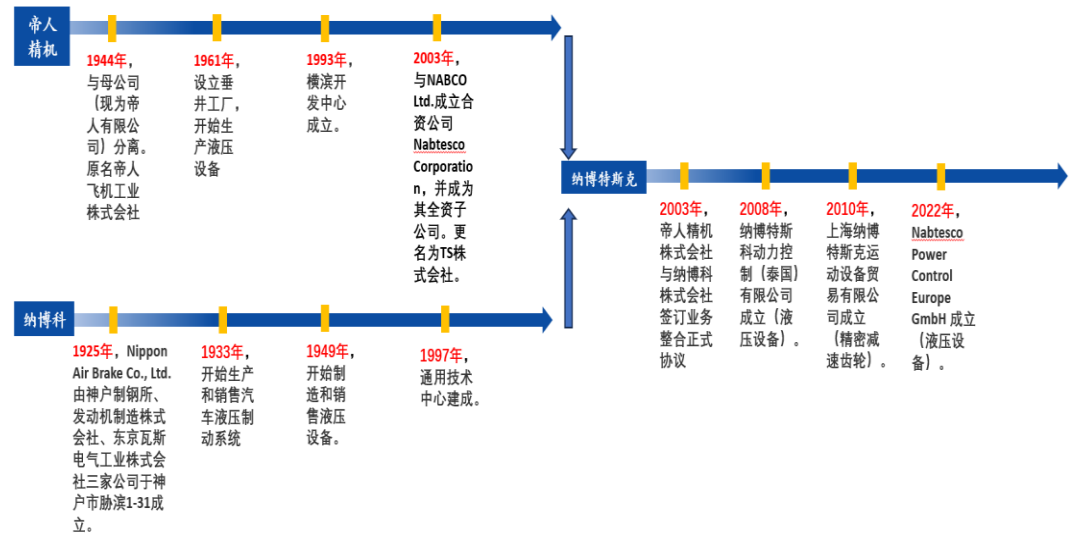 帝人
精机
1944年，
与母公司
（现为帝
人有限公
司）分离。
原名帝人
飞机工业
株式会社
1961年，
设立垂
井工厂，
开始生
产液压
设备
1993年，
横滨开
发中心
成立。
2003年，
与NABCO
Ltd.成立合
资公司
Nabtesco
Corporatio
n，并成为
其全资子
公司。更
名为TS株
式会社。
纳博科
1925年，Nippon
Air Brake Co., Ltd.
由神户制钢所、
发动机制造株式
会社、东京瓦斯
电气工业株式会
社三家公司于神
户市胁滨1-31成
立。
1933年，
开始生产
和销售汽
车液压制
动系统
1949年，
开始制
造和销
售液压
设备。
1997年，
通用技术
中心建成。
纳博特斯克
2003年，
帝人精机
株式会社
与纳博科
株式会社
签订业务
整合正式
协议
2008年，
纳博特斯
科动力控
制（泰国）
有限公司
成立（液
压设备）。
2010年，
上海纳博
特斯克运
动设备贸
易有限公
司成立
（精密减
速齿轮）。
2022年，
Nabtesco
Power
Control
Europe
GmbH 成立
（液压设
备）。